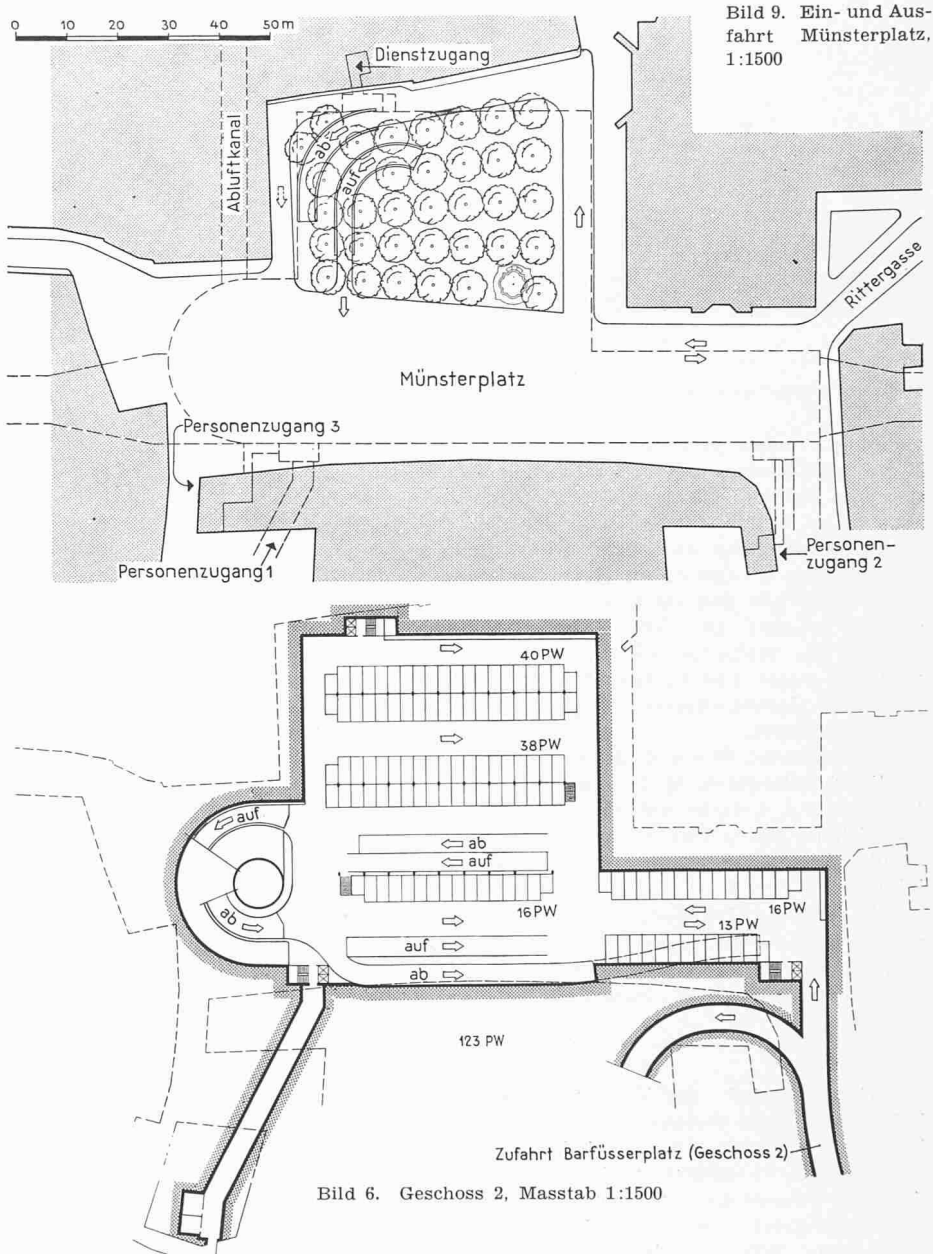 0 10 20 30 40 50 m
Bild 9. Ein- und Aus-
fahrt Münsterplatz,
1:1500
Dienstzugang
Abluftkanal
ab
auf
Rittergasse
Münsterplatz
Personenzugang 3
Personenzugang 1
Personen-
zugang 2
40 PW
38 PW
auf
ab
auf
16 PW
16 PW
13 PW
ab
auf
ab
123 PW
Zufahrt Barfüsserplatz (Geschoss 2)
Bild 6. Geschoss 2, Masstab 1:1500